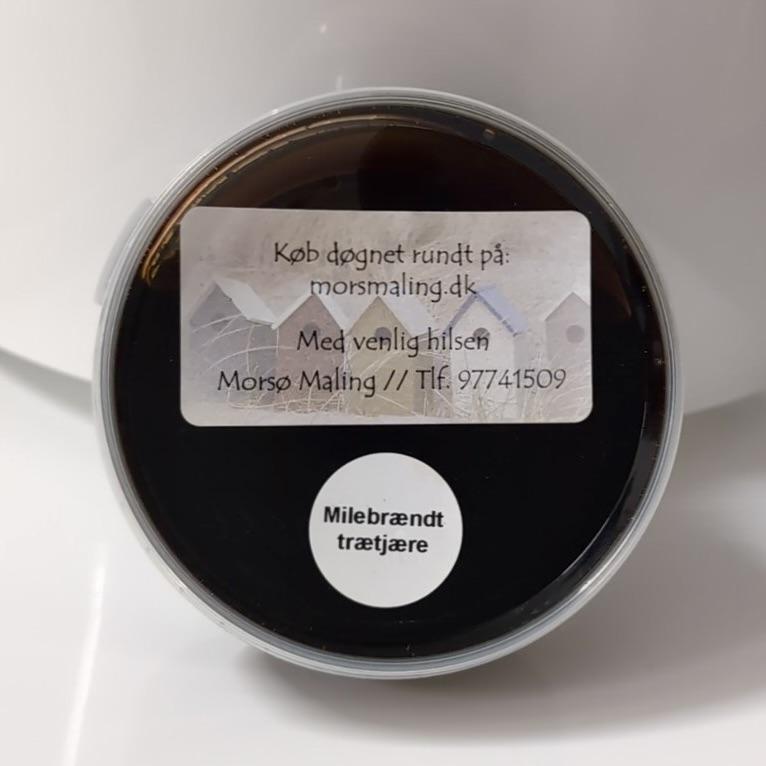 Køb døgnet rundt på:
morsmaling.dk
Med venlig hilsen
Morsø Maling // Tlf. 97741509
Milebrændt
trætjære